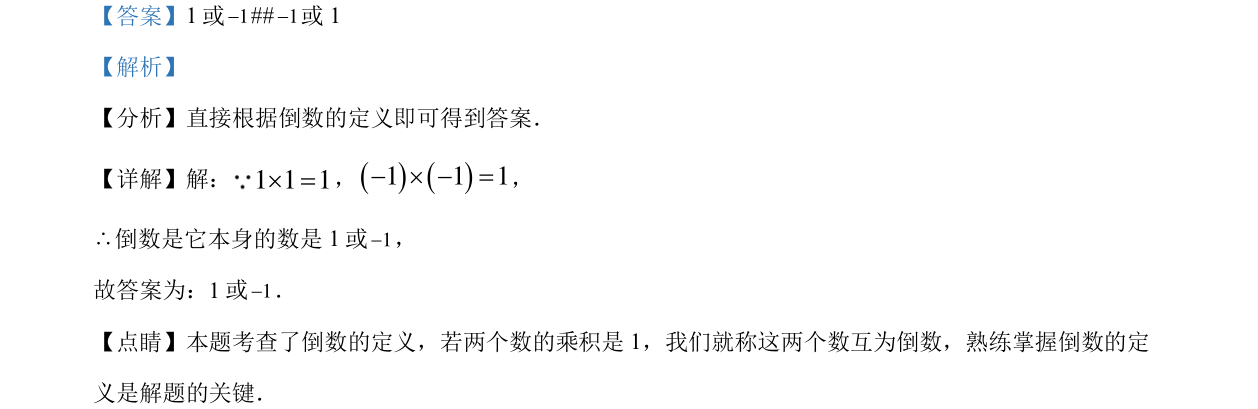 【答案】1或−1##−1或1
【解析】
【分析】直接根据倒数的定义即可得到答案．
【详解】解：∵1×1=1，(−1)×(−1)=1，
∴倒数是它本身的数是1或−1，
故答案为：1或−1．
【点睛】本题考查了倒数的定义，若两个数的乘积是1，我们就称这两个数互为倒数，熟练掌握倒数的定
义是解题的关键．